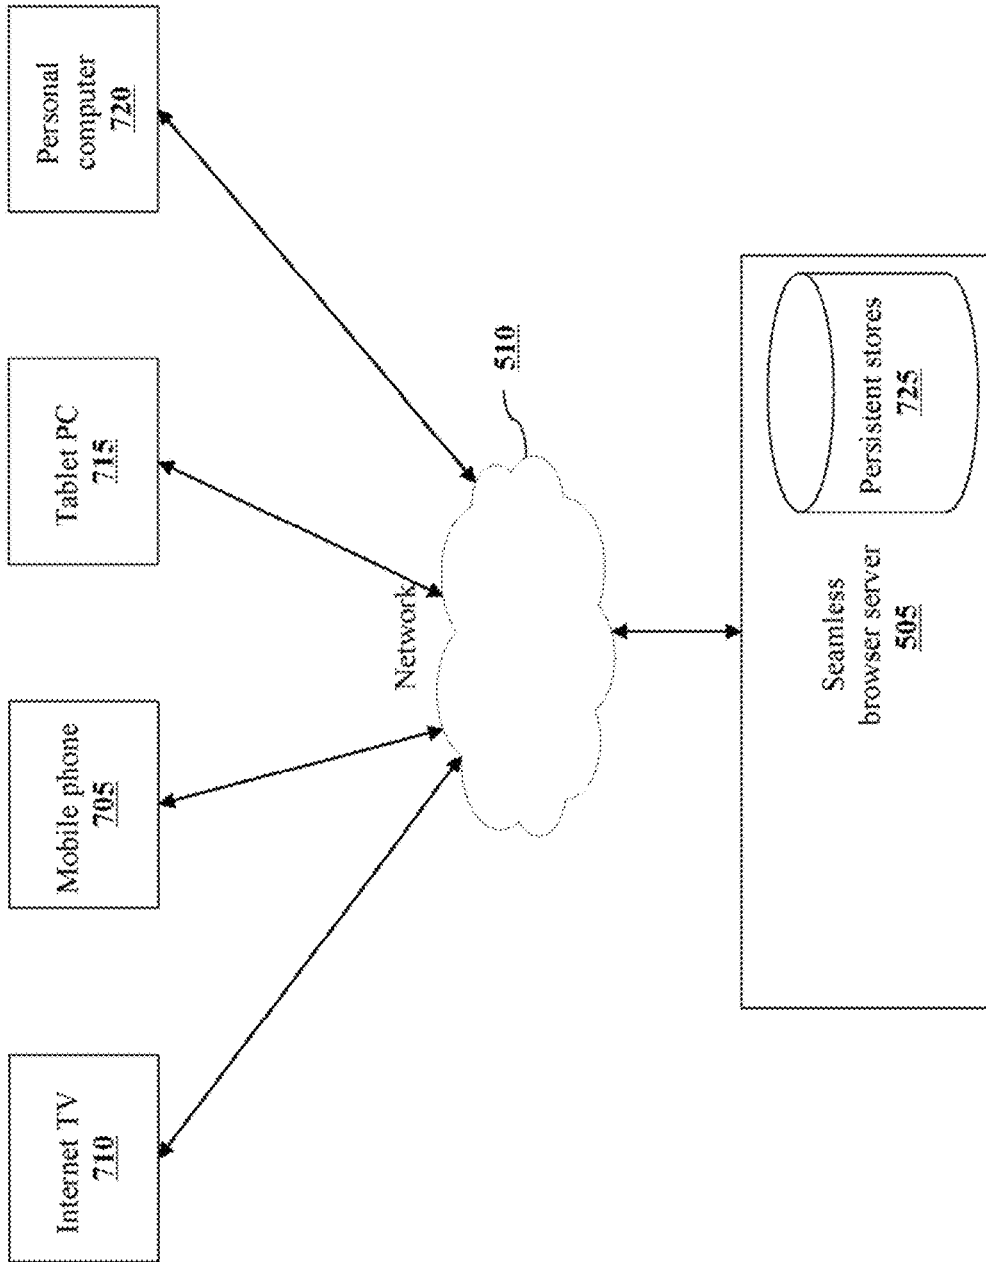 Internet TV
710
Mobile phone
705
Tablet PC
715
Personal
computer
720
Network
510
Seamless
browser server
505
Persistent stores
725